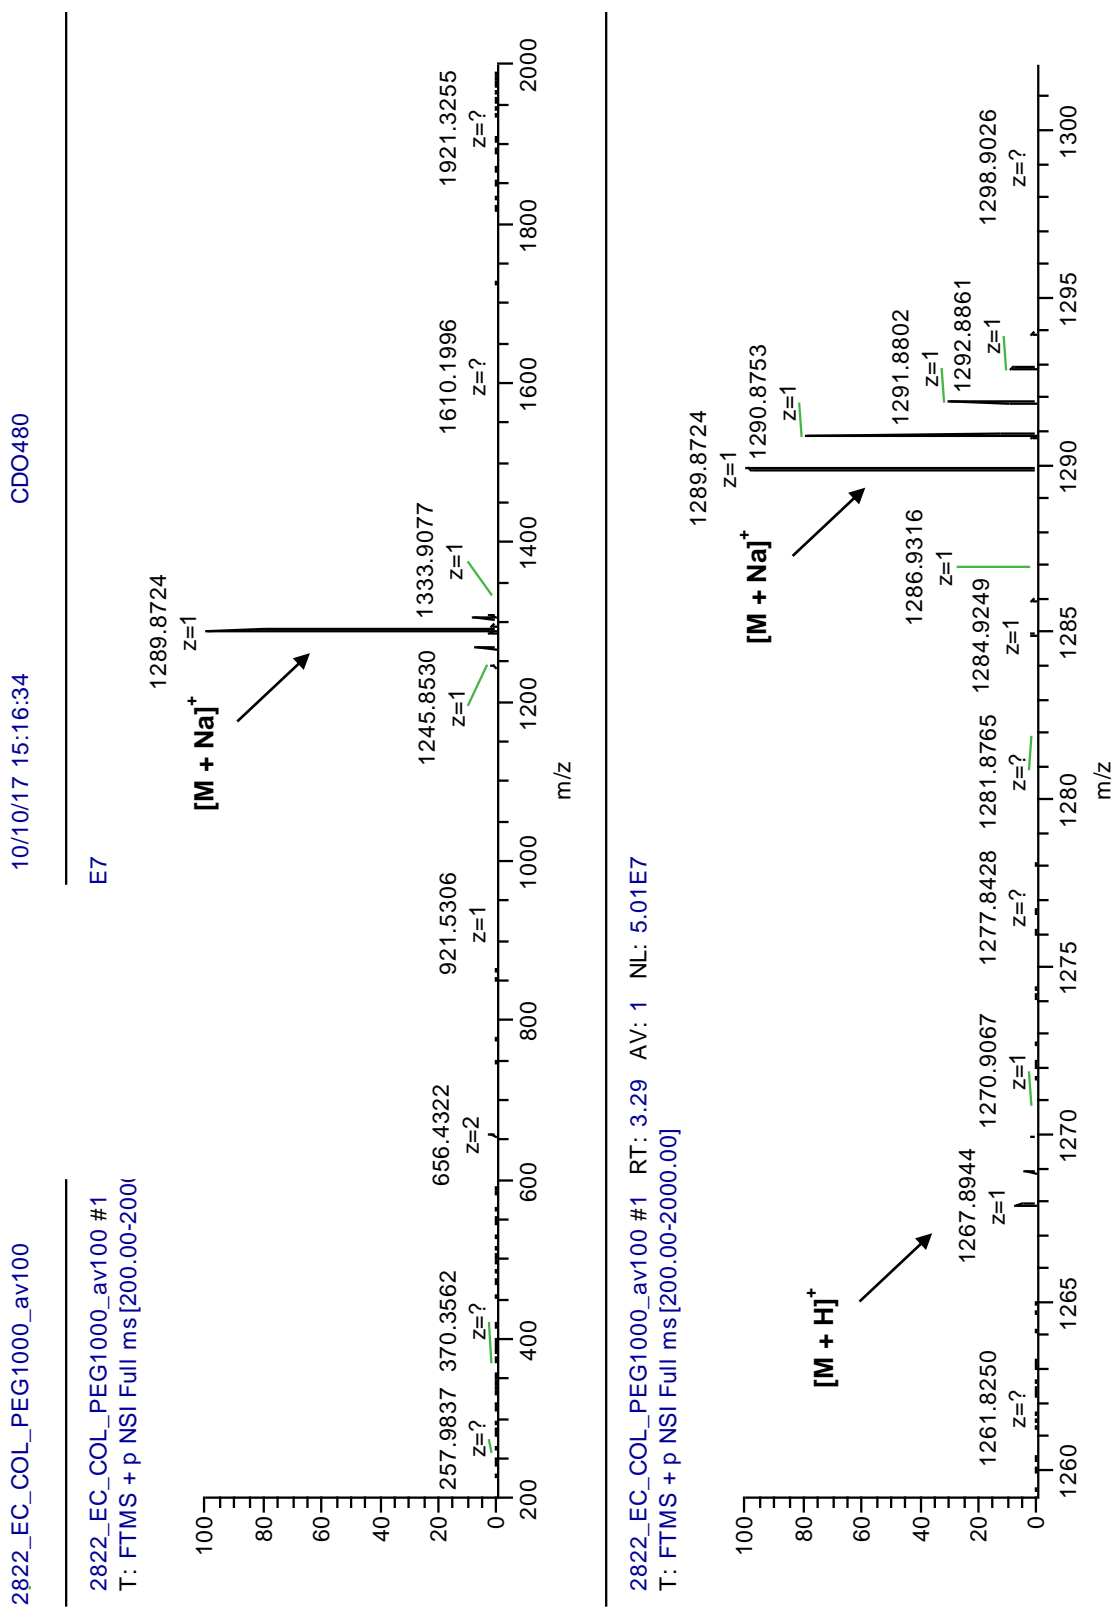 2822_EC_COL_PEG1000_av100 10/10/17 15:16:34 CDO480
2822_EC_COL_PEG1000_av100 #1 E7
T: FTMS + p NSI Full ms [200.00-200
1289.8724
z=1
[M + Na]+
1245.8530
z=1
1333.9077
z=1
257.9837
z=?
370.3562
z=?
656.4322
z=2
921.5306
z=1
1610.1996
z=?
1921.3255
z=?
100
80
60
40
20
0
200 400 600 800 1000 1200 1400 1600 1800 2000
m/z
2822_EC_COL_PEG1000_av100 #1 RT: 3.29 AV: 1 NL: 5.01E7
T: FTMS + p NSI Full ms [200.00-2000.00]
1289.8724
z=1
[M + Na]+
1290.8753
z=1
1291.8802
z=1
1292.8861
z=1
1286.9316
z=1
[M + H]+
1267.8944
z=1
1261.8250
z=?
1270.9067
z=1
1277.8428
z=?
1281.8765
z=?
1284.9249
z=1
1298.9026
z=?
100
80
60
40
20
0
1260 1265 1270 1275 1280 1285 1290 1295 1300
m/z